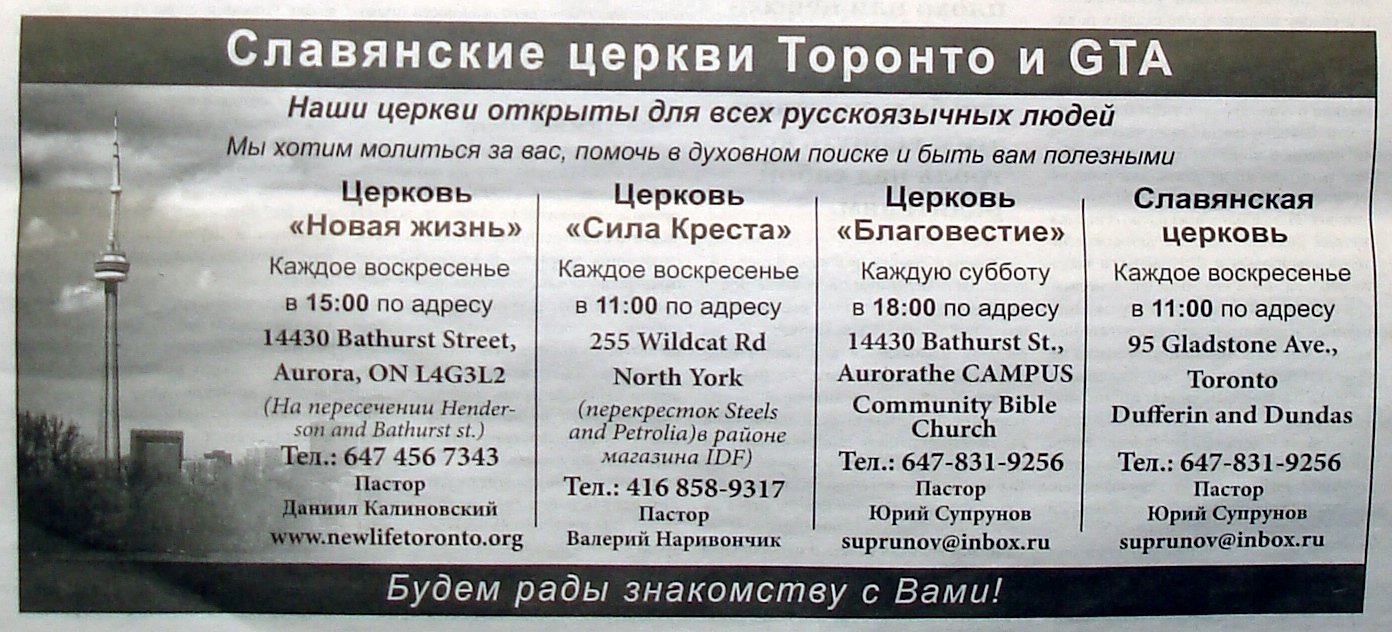 Славянские церкви Торонто и GTA
Наши церкви открыты для всех русскоязычных людей
Мы хотим молиться за вас, помочь в духовном поиске и быть вам полезными
Церковь
«Новая жизнь»
Каждое воскресенье
в 15:00 по адресу
14430 Bathurst Street,
Aurora, ON L4G3L2
(На пересечении Hender-
son and Bathurst st.)
Тел.: 647 456 7343
Пастор
Даниил Калиновский
www.newlifetoronto.org
Церковь
«Сила Креста»
Каждое воскресенье
в 11:00 по адресу
255 Wildcat Rd
North York
(перекресток Steels
and Petrolia)в районе
магазина IDF)
Тел.: 416 858-9317
Пастор
Валерий Наривончик
Церковь
«Благовестие»
Каждую субботу
в 18:00 по адресу
14430 Bathurst St.,
Aurorathe CAMPUS
Community Bible
Church
Тел.: 647-831-9256
Пастор
Юрий Супрунов
suprunov@inbox.ru
Славянская
церковь
Каждое воскресенье
в 11:00 по адресу
95 Gladstone Ave.,
Toronto
Dufferin and Dundas
Тел.: 647-831-9256
Пастор
Юрий Супрунов
suprunov@inbox.ru
Будем рады знакомству с Вами!